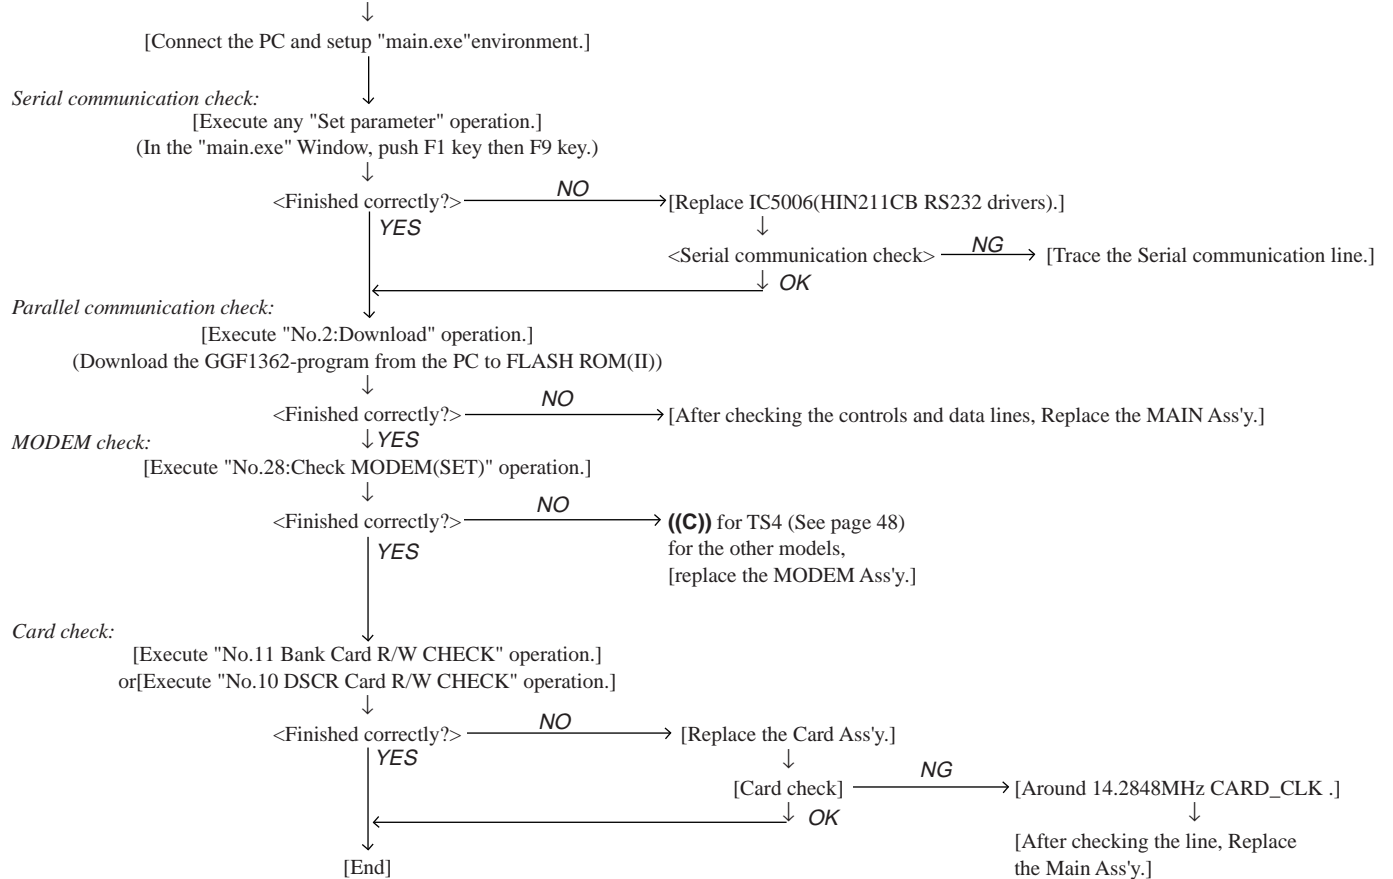 [Connect the PC and setup "main.exe"environment.]
Serial communication check:
[Execute any "Set parameter" operation.]
(In the "main.exe" Window, push F1 key then F9 key.)
<Finished correctly?>
NO
[Replace IC5006(HIN211CB RS232 drivers).]
YES
<Serial communication check>
NG
[Trace the Serial communication line.]
OK
Parallel communication check:
[Execute "No.2:Download" operation.]
(Download the GGF1362-program from the PC to FLASH ROM(II))
<Finished correctly?>
NO
[After checking the controls and data lines, Replace the MAIN Ass'y.]
YES
MODEM check:
[Execute "No.28:Check MODEM(SET)" operation.]
<Finished correctly?>
NO
((C)) for TS4 (See page 48)
for the other models,
[replace the MODEM Ass'y.]
YES
Card check:
[Execute "No.11 Bank Card R/W CHECK" operation.]
or[Execute "No.10 DSCR Card R/W CHECK" operation.]
<Finished correctly?>
NO
[Replace the Card Ass'y.]
YES
[Card check]
NG
[Around 14.2848MHz CARD_CLK .]
OK
[After checking the line, Replace
the Main Ass'y.]
[End]